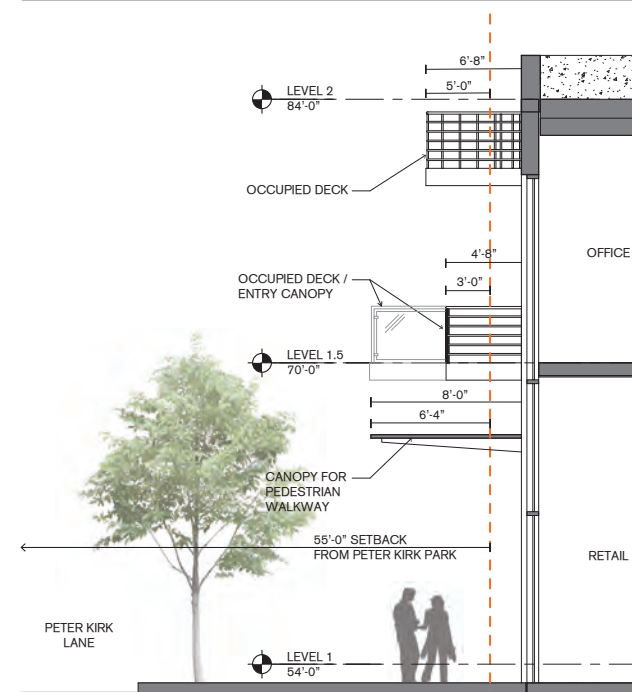 6'-8"
5'-0"
LEVEL 2
84'-0"
OCCUPIED DECK
OFFICE
4'-8"
3'-0"
OCCUPIED DECK /
ENTRY CANOPY
LEVEL 1.5
70'-0"
8'-0"
6'-4"
CANOPY FOR
PEDESTRIAN
WALKWAY
55'-0" SETBACK
FROM PETER KIRK PARK
RETAIL
PETER KIRK
LANE
LEVEL 1
54'-0"